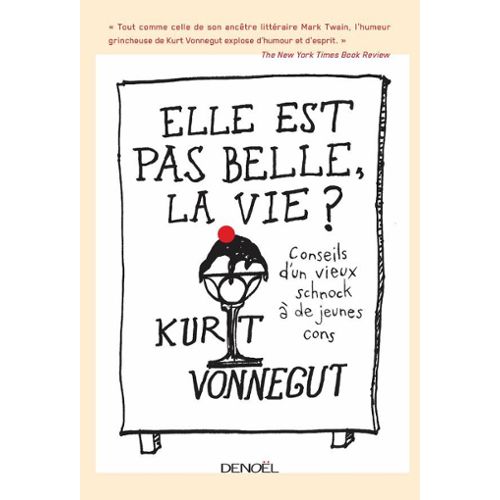 « Tout comme celle de son ancêtre littéraire Mark Twain, l'humeur
grincheuse de Kurt Vonnegut explose d'humour et d'esprit. »
The New York Times Book Review
ELLE EST
PAS BELLE,
LA VIE?
Conseils
d'un vieux
schnock
à de jeunes
cons
KURT
VONNEGUT
DENOËL